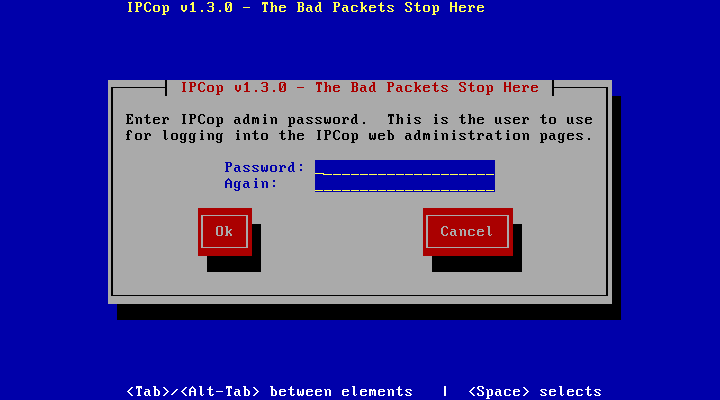 IPCop v1.3.0 - The Bad Packets Stop Here
IPCop v1.3.0 - The Bad Packets Stop Here
Enter IPCop admin password.  This is the user to use
for logging into the IPCop web administration pages.
Password: ____________________
Again: ____________________
Ok Cancel
<Tab>/<Alt-Tab> between elements | <Space> selects